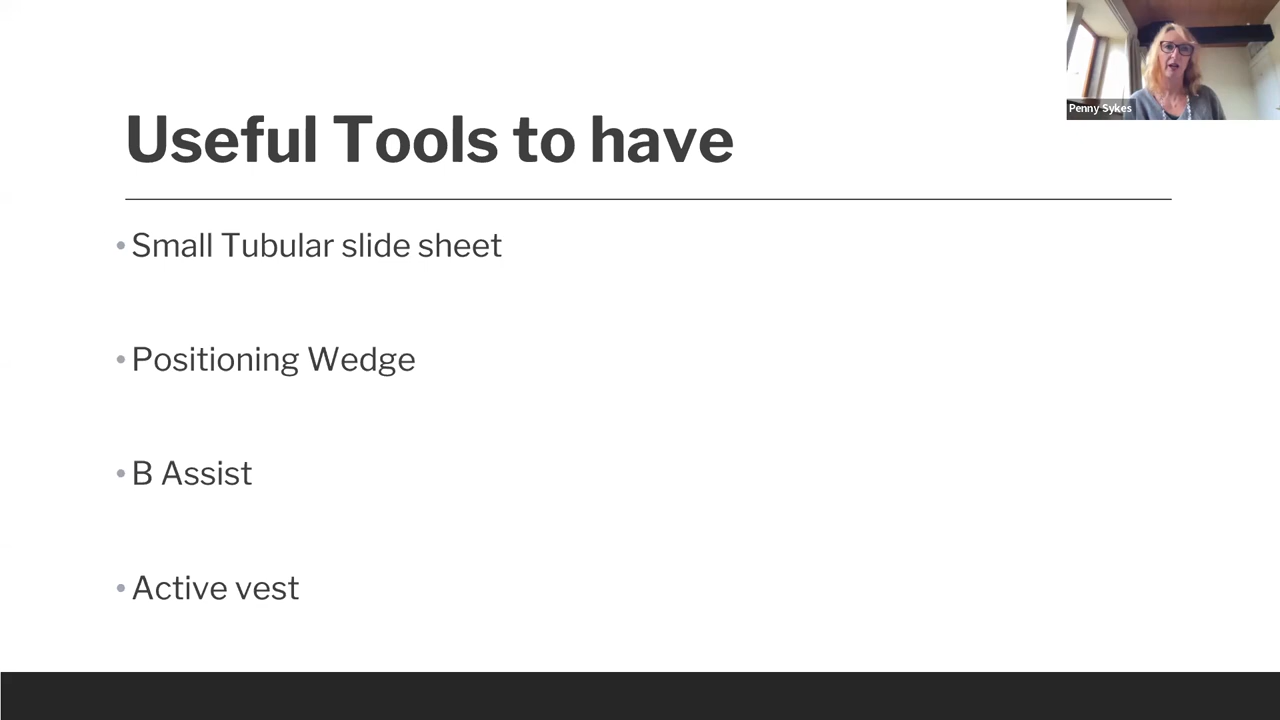 Penny Sykes
Useful Tools to have
• Small Tubular slide sheet
• Positioning Wedge
• B Assist
• Active vest